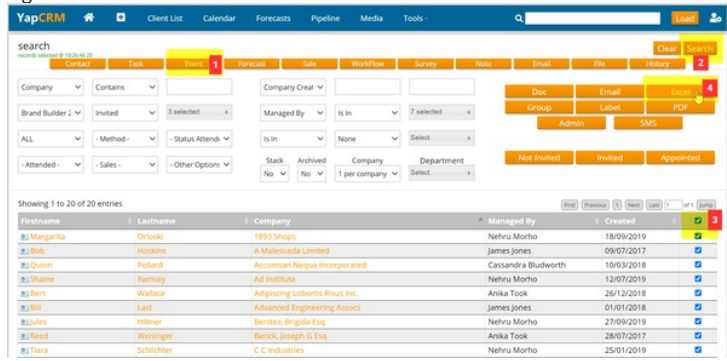 YapCRM Client List Calendar Forecasts Pipeline Media Tools Load
search Clear Search
records selected @ 10:26:46.20
Contact Task Event 1 Forecast Sale WorkFlow Survey Note Email File History 2
Company Contains Company Creat
Doc Email Excel 4
Brand Builder 2 Invited 3 selected Managed By Is In 7 selected
Group Label PDF
ALL - Method - - Status Attende Is In None Select
Admin SMS
Stack Archived Company Department
- Attended - - Sales - - Other Options No No 1 per company Select
Not Invited Invited Appointed
Showing 1 to 20 of 20 entries First Previous 1 Next Last 1 of 1 Jump
Firstname Lastname Company Managed By Created 3
Margarita Orloski 1893 Shops Nehru Morho 18/09/2019
Bob Hoskins A Malesuada Limited James Jones 09/07/2017
Quinn Pollard Accumsan Neque Incorporated Cassandra Bludworth 10/03/2018
Shaine Ramsey Ad Institute Nehru Morho 12/07/2019
Bert Wallace Adipiscing Lobortis Risus Inc. Anika Took 26/12/2018
Bill Last Advanced Engineering Assocs James Jones 01/01/2018
Jules Hiltner Benitez, Brigida Esq Nehru Morho 27/09/2019
Reed Weisinger Berick, Joseph G Esq Anika Took 28/07/2017
Tiara Schlichter C C Industries Nehru Morho 25/01/2019